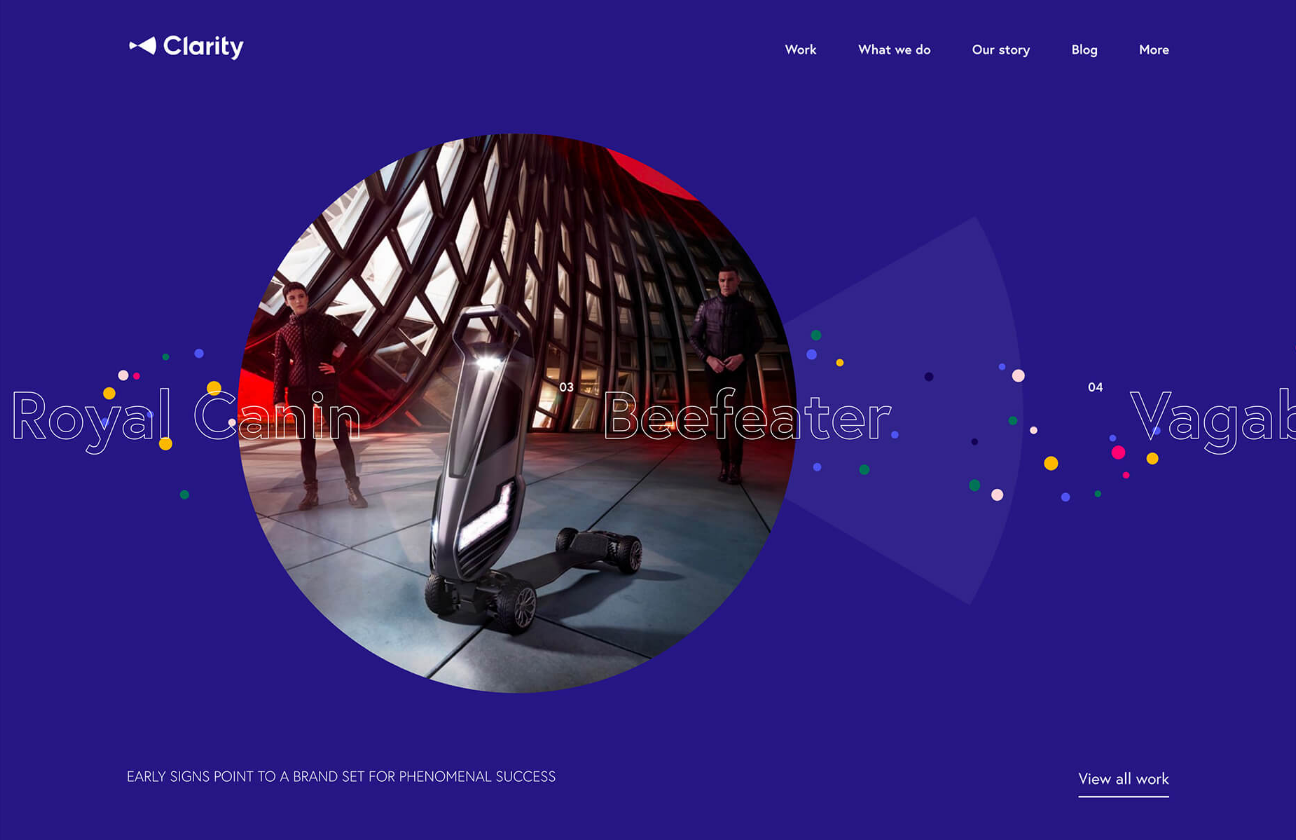 Clarity
Work
What we do
Our story
Blog
More
Royal Canin
03
Beefeater
04
Vagab
EARLY SIGNS POINT TO A BRAND SET FOR PHENOMENAL SUCCESS
View all work